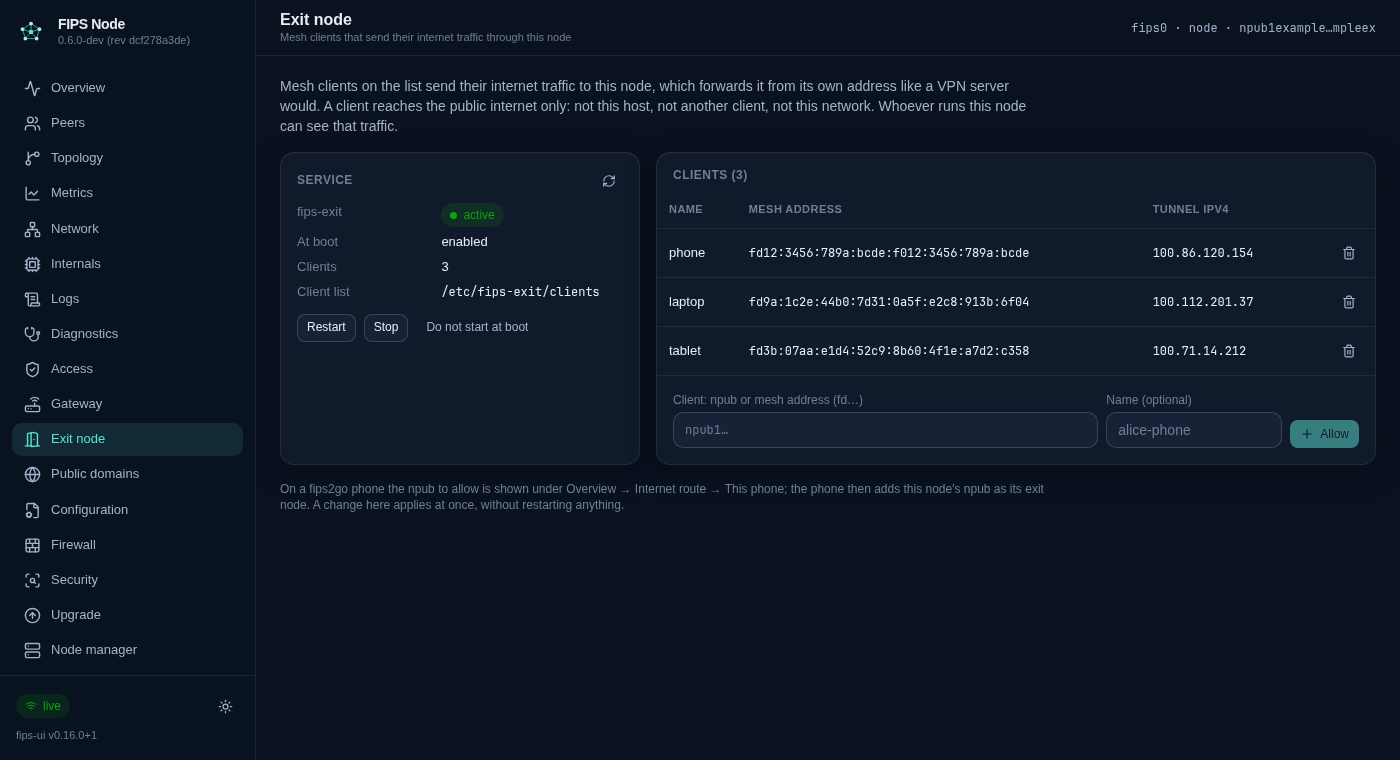 FIPS Node
0.6.0-dev (rev dcf278a3de)
Overview
Peers
Topology
Metrics
Network
Internals
Logs
Diagnostics
Access
Gateway
Exit node
Public domains
Configuration
Firewall
Security
Upgrade
Node manager
live
fips-ui v0.16.0+1
Exit node
Mesh clients that send their internet traffic through this node
fips0 · node · npub1example…mpleex
Mesh clients on the list send their internet traffic to this node, which forwards it from its own address like a VPN server
would. A client reaches the public internet only: not this host, not another client, not this network. Whoever runs this node
can see that traffic.
SERVICE
fips-exit active
At boot enabled
Clients 3
Client list /etc/fips-exit/clients
Restart Stop Do not start at boot
CLIENTS (3)
NAME MESH ADDRESS TUNNEL IPV4
phone fd12:3456:789a:bcde:f012:3456:789a:bcde 100.86.120.154
laptop fd9a:1c2e:44b0:7d31:0a5f:e2c8:913b:6f04 100.112.201.37
tablet fd3b:07aa:e1d4:52c9:8b60:4f1e:a7d2:c358 100.71.14.212
Client: npub or mesh address (fd…) Name (optional)
npub1… alice-phone Allow
On a fips2go phone the npub to allow is shown under Overview → Internet route → This phone; the phone then adds this node's npub as its exit
node. A change here applies at once, without restarting anything.